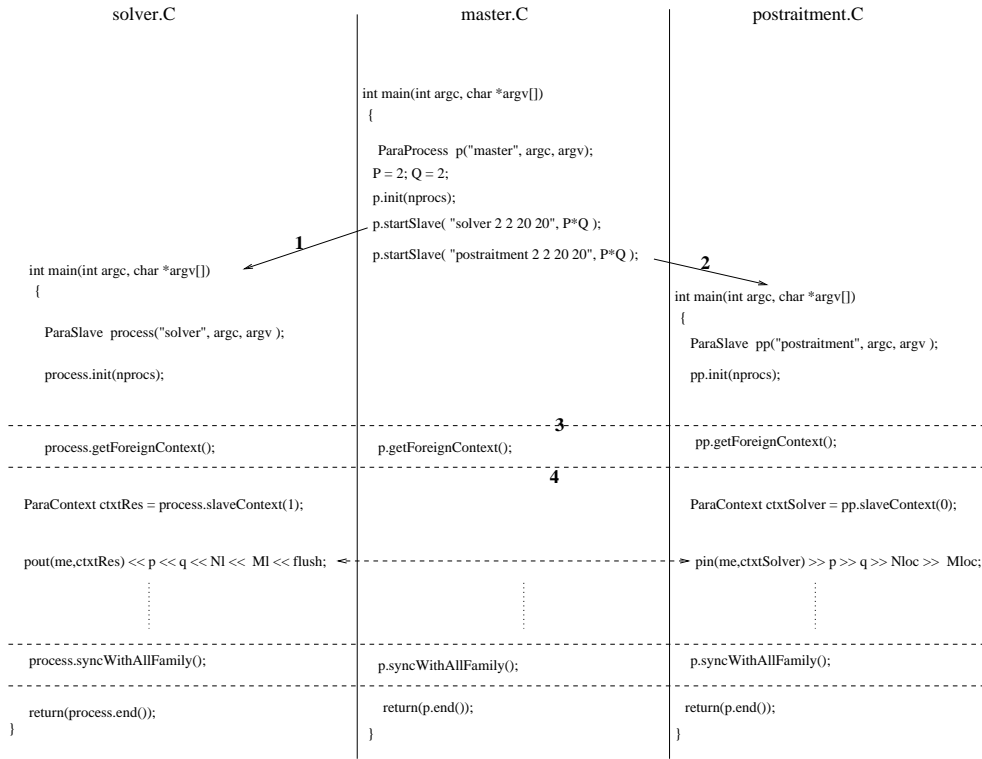 solver.C
int main(int argc, char *argv[])
{
ParaSlave process("solver", argc, argv );
process.init(nprocs);
process.getForeignContext();
ParaContext ctxtRes = process.slaveContext(1);
pout(me,ctxtRes) << p << q << Nl << Ml << flush;
process.syncWithAllFamily();
return(process.end());
}
master.C
int main(int argc, char *argv[])
{
ParaProcess p("master", argc, argv);
P = 2; Q = 2;
p.init(nprocs);
p.startSlave( "solver 2 2 20 20", P*Q );
1
p.startSlave( "postraitment 2 2 20 20", P*Q );
2
3
p.getForeignContext();
4
p.syncWithAllFamily();
return(p.end());
}
postraitment.C
int main(int argc, char *argv[])
{
ParaSlave pp("postraitment", argc, argv );
pp.init(nprocs);
pp.getForeignContext();
ParaContext ctxtSolver = pp.slaveContext(0);
pin(me,ctxtSolver) >> p >> q >> Nloc >> Mloc;
p.syncWithAllFamily();
return(p.end());
}